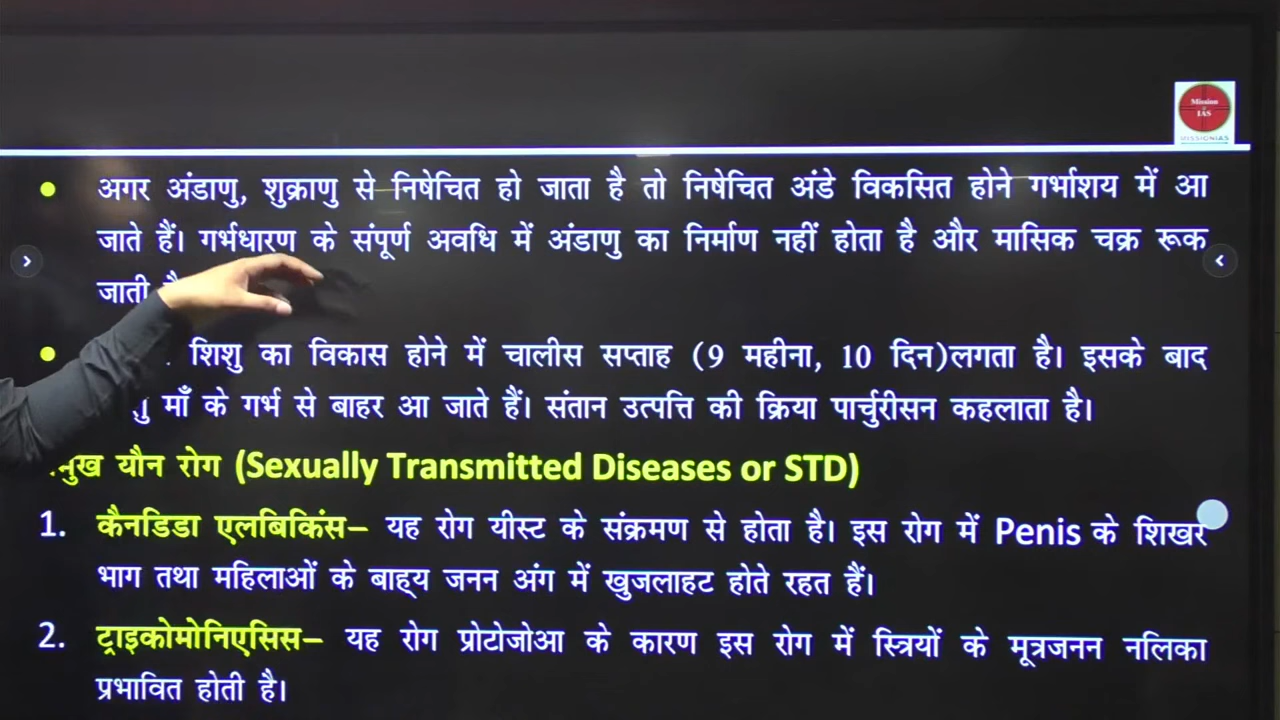 Mission
IAS
MISSIONIAS
अगर अंडाणु, शुक्राणु से निषेचित हो जाता है तो निषेचित अंडे विकसित होने गर्भाशय में आ
जाते हैं। गर्भधारण के संपूर्ण अवधि में अंडाणु का निर्माण नहीं होता है और मासिक चक्र रूक
जाती
शिशु का विकास होने में चालीस सप्ताह (9 महीना, 10 दिन)लगता है। इसके बाद
माँ के गर्भ से बाहर आ जाते हैं। संतान उत्पत्ति की क्रिया पार्चुरीसन कहलाता है।
यौन रोग (Sexually Transmitted Diseases or STD)
1. कैनडिडा एलबिकिंस– यह रोग यीस्ट के संक्रमण से होता है। इस रोग में Penis के शिखर
भाग तथा महिलाओं के बाह्य जनन अंग में खुजलाहट होते रहत हैं।
2. ट्राइकोमोनिएसिस– यह रोग प्रोटोजोआ के कारण इस रोग में स्त्रियों के मूत्रजनन नलिका
प्रभावित होती है।